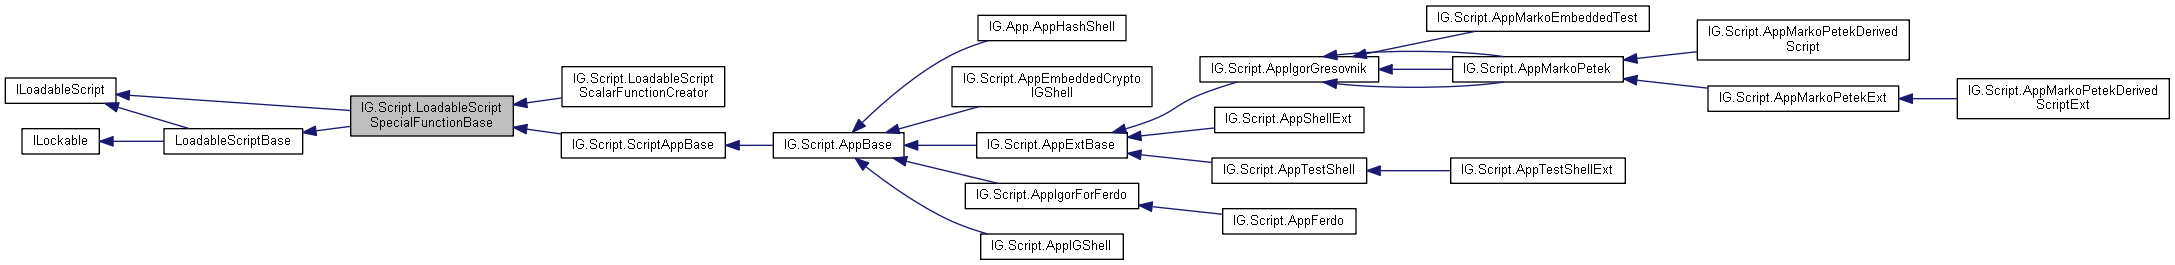 ILoadableScript
ILockable
LoadableScriptBase
IG.Script.LoadableScript
SpecialFunctionBase
IG.Script.LoadableScript
ScalarFunctionCreator
IG.Script.ScriptAppBase
IG.Script.AppBase
IG.App.AppHashShell
IG.Script.AppEmbeddedCrypto
IGShell
IG.Script.AppExtBase
IG.Script.AppIgorForFerdo
IG.Script.AppIGShell
IG.Script.AppIgorGresovnik
IG.Script.AppShellExt
IG.Script.AppTestShell
IG.Script.AppFerdo
IG.Script.AppMarkoEmbeddedTest
IG.Script.AppMarkoPetek
IG.Script.AppTestShellExt
IG.Script.AppMarkoPetekDerived
Script
IG.Script.AppMarkoPetekExt
IG.Script.AppMarkoPetekDerived
ScriptExt